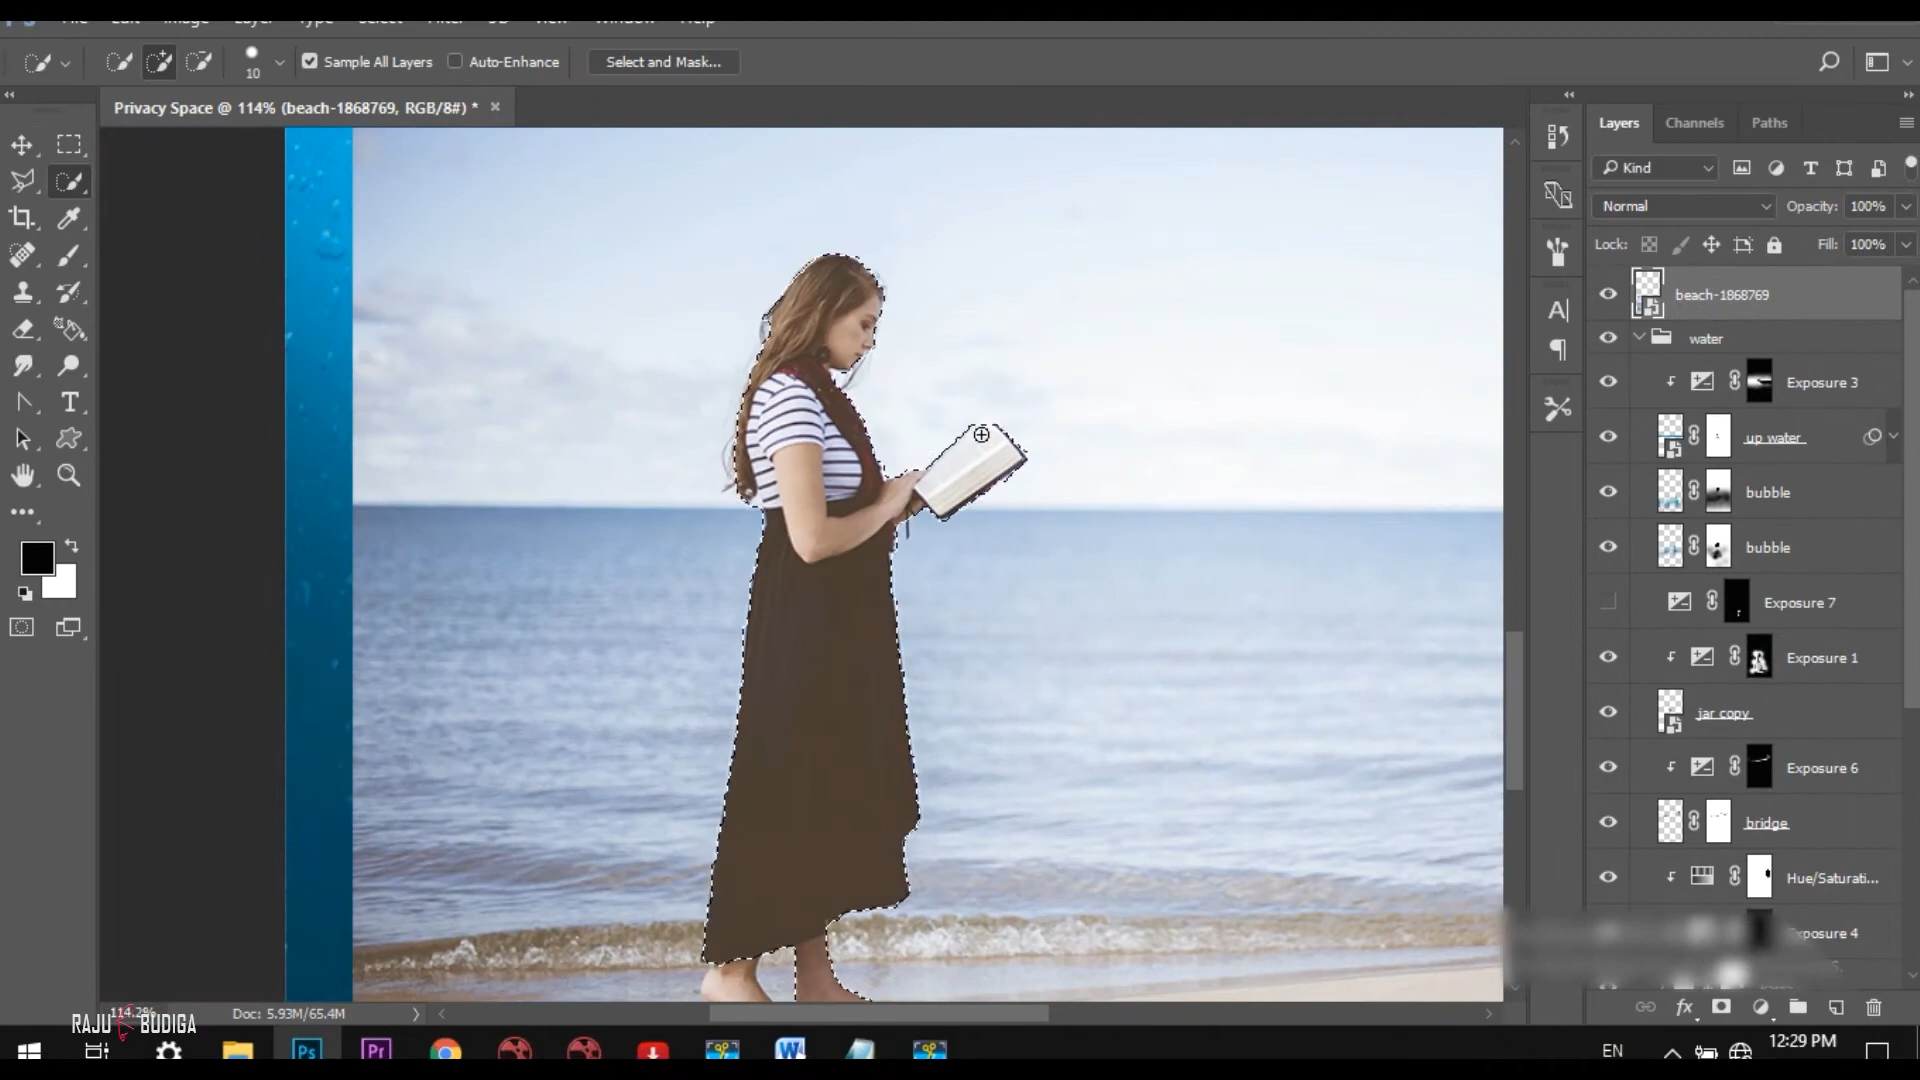 File Edit Image Layer Type Select Filter 3D View Window Help
10 Sample All Layers Auto-Enhance Select and Mask...
Privacy Space @ 114% (beach-1868769, RGB/8#) * ×
Layers Channels Paths
Kind
Normal Opacity: 100%
Lock: Fill: 100%
beach-1868769
water
Exposure 3
up water
bubble
bubble
Exposure 7
Exposure 1
jar copy
Exposure 6
bridge
Hue/Saturati...
Exposure 4
114.2% Doc: 5.93M/65.4M
RAJU BUDIGA
Ps Pr W EN 12:29 PM